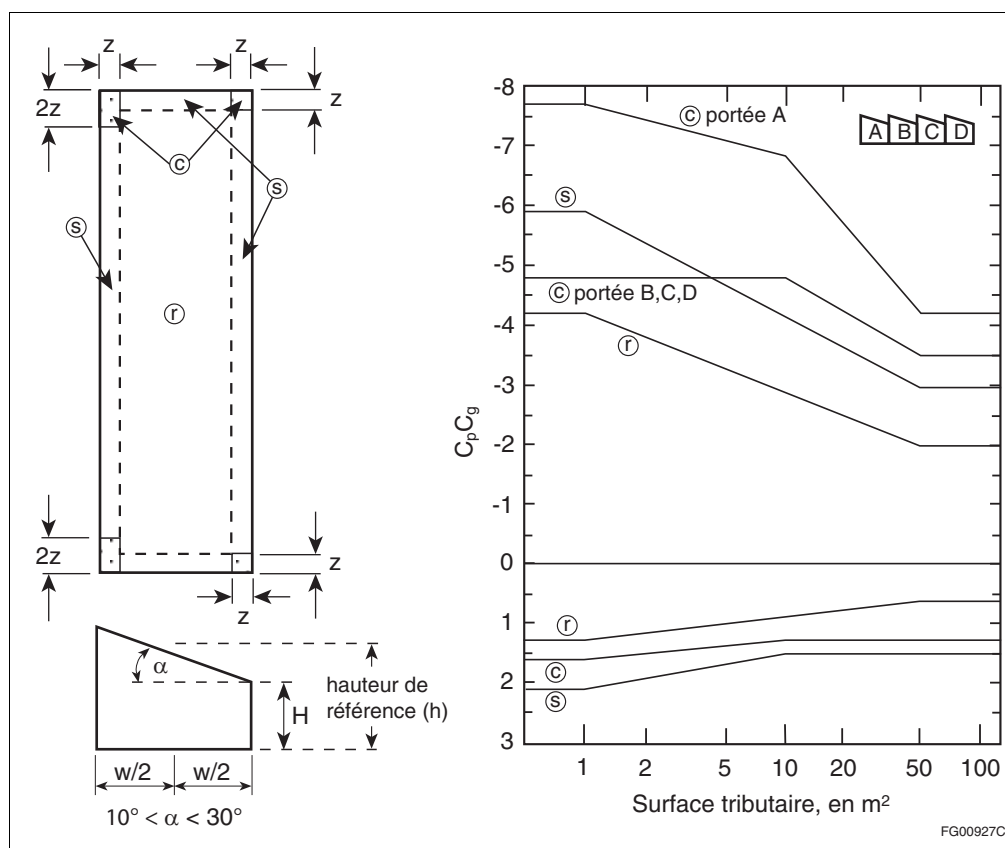 z z
2z z
ⓒ
ⓢ
ⓢ
ⓡ
2z z
z
α
H
hauteur de
référence (h)
w/2 w/2
10° < α < 30°
-8
-7
-6
-5
-4
-3
-2
-1
0
1
2
3
CpCg
ⓒ portée A
A B C D
ⓢ
ⓒ portée B,C,D
ⓡ
ⓡ
ⓒ
ⓢ
1 2 5 10 20 50 100
Surface tributaire, en m²
FG00927C